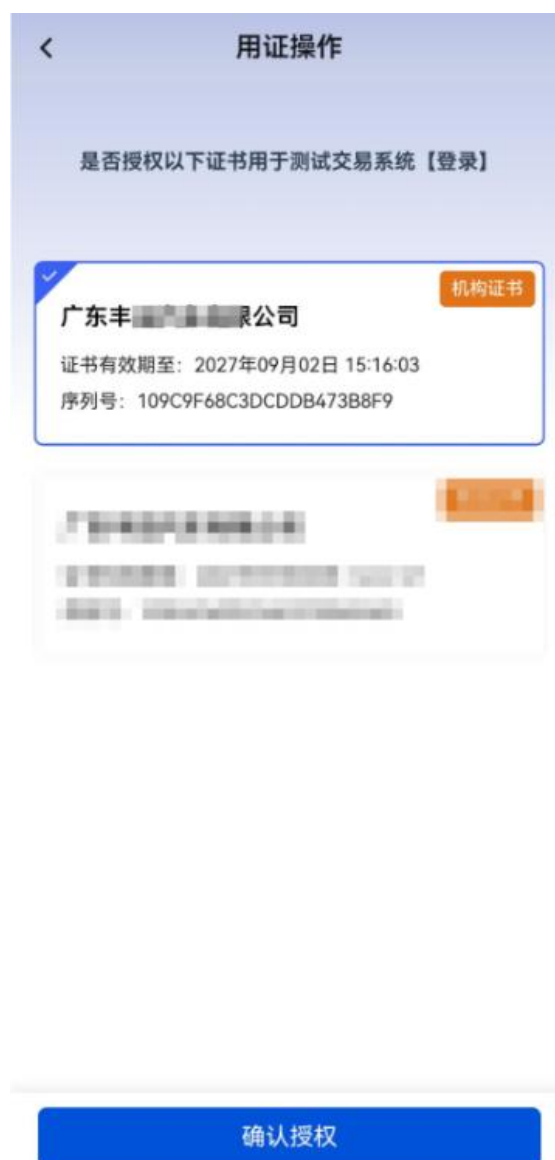 用证操作
是否授权以下证书用于测试交易系统【登录】
机构证书
广东丰 限公司
证书有效期至：2027年09月02日 15:16:03
序列号：109C9F68C3DCDDB473B8F9
确认授权